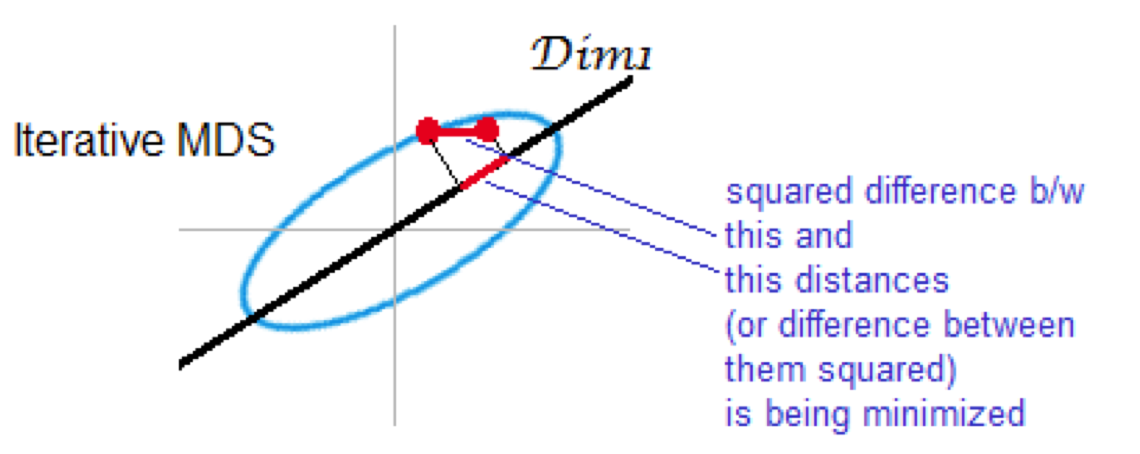 Dim1
Iterative MDS
squared difference b/w
this and
this distances
(or difference between
them squared)
is being minimized